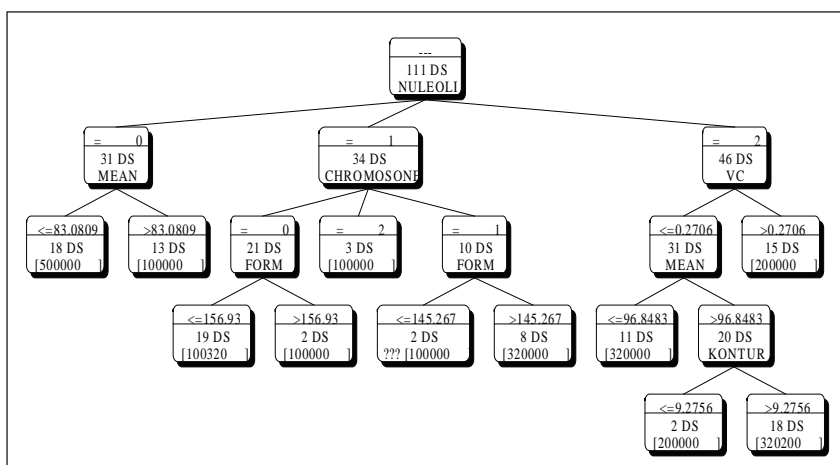 ---
111 DS
NULEOLI
= 0
31 DS
MEAN
= 1
34 DS
CHROMOSONE
= 2
46 DS
VC
<=83.0809
18 DS
[500000 ]
>83.0809
13 DS
[100000 ]
= 0
21 DS
FORM
= 2
3 DS
[100000 ]
= 1
10 DS
FORM
<=0.2706
31 DS
MEAN
>0.2706
15 DS
[200000 ]
<=156.93
19 DS
[100320 ]
>156.93
2 DS
[100000 ]
<=145.267
2 DS
??? [100000 ]
>145.267
8 DS
[320000 ]
<=96.8483
11 DS
[320000 ]
>96.8483
20 DS
KONTUR
<=9.2756
2 DS
[200000 ]
>9.2756
18 DS
[320200 ]